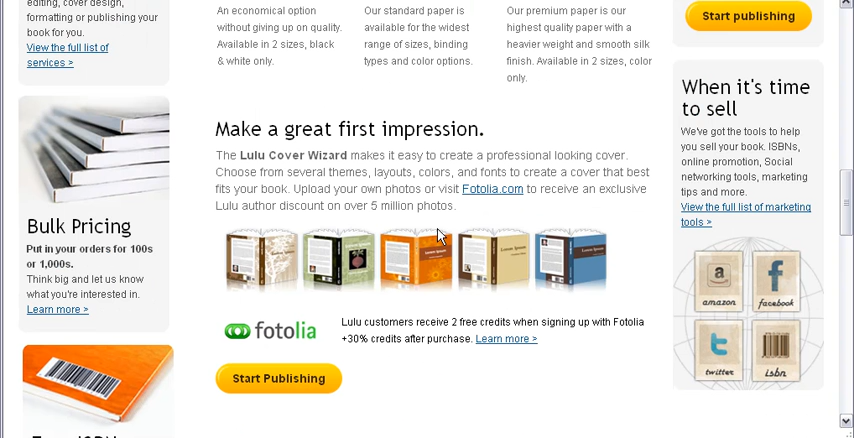 editing, cover design,
formatting or publishing your
book for you.
View the full list of
services >
Bulk Pricing
Put in your orders for 100s
or 1,000s.
Think big and let us know
what you're interested in.
Learn more >
An economical option
without giving up on quality.
Available in 2 sizes, black
& white only.
Our standard paper is
available for the widest
range of sizes, binding
types and color options.
Our premium paper is our
highest quality paper with a
heavier weight and smooth silk
finish. Available in 2 sizes, color
only.
Make a great first impression.
The Lulu Cover Wizard makes it easy to create a professional looking cover.
Choose from several themes, layouts, colors, and fonts to create a cover that best
fits your book. Upload your own photos or visit Fotolia.com to receive an exclusive
Lulu author discount on over 5 million photos.
fotolia
Lulu customers receive 2 free credits when signing up with Fotolia
+30% credits after purchase. Learn more >
Start Publishing
Start publishing
When it's time
to sell
We've got the tools to help
you sell your book. ISBNs,
online promotion, Social
networking tools, marketing
tips and more.
View the full list of marketing
tools >
amazon
facebook
twitter
isbn